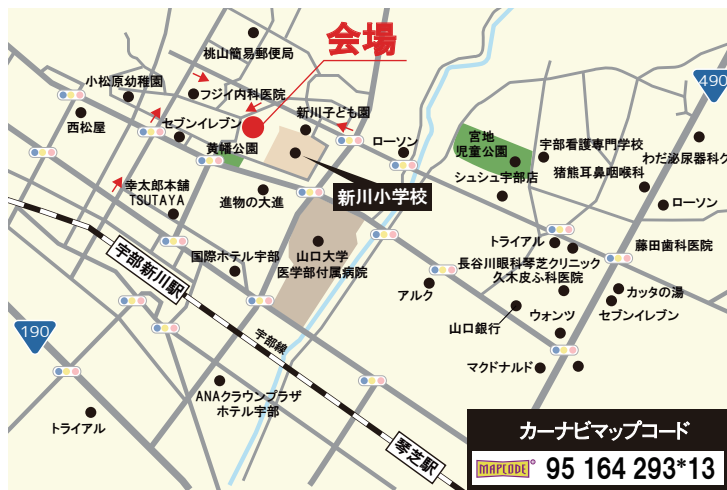 会場
桃山簡易郵便局
490
小松原幼稚園
フジイ内科医院
西松屋
セブンイレブン
新川子ども園
ローソン
宮地
児童公園
宇部看護専門学校
わだ泌尿器科ク
黄幡公園
猪熊耳鼻咽喉科
シュシュ宇部店
幸太郎本舗
TSUTAYA
進物の大進
新川小学校
ローソン
国際ホテル宇部
山口大学
医学部付属病院
トライアル
藤田歯科医院
長谷川眼科琴芝クリニック
久木皮ふ科医院
宇部新川駅
アルク
カッタの湯
セブンイレブン
山口銀行
ウォンツ
190
宇部線
マクドナルド
ANAクラウンプラザ
ホテル宇部
トライアル
琴芝駅
カーナビマップコード
MAPCODE 95 164 293*13